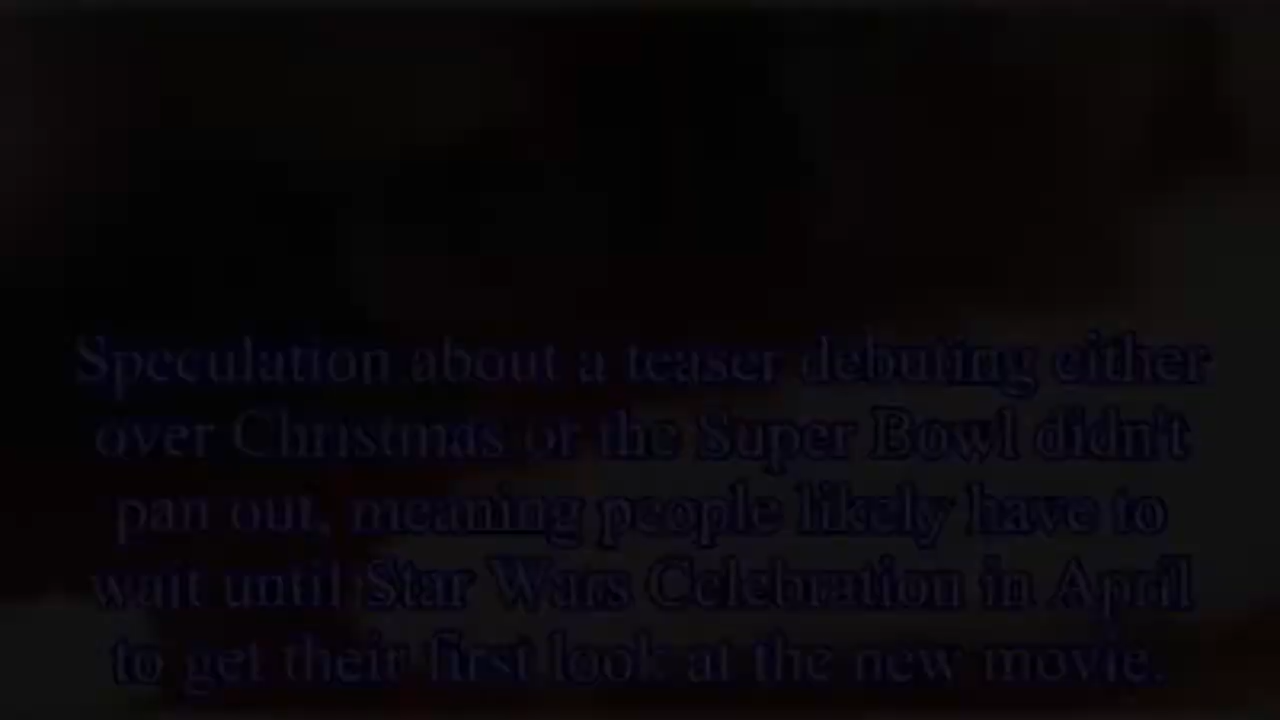 Speculation about a teaser debuting either
over Christmas or the Super Bowl didn't
pan out, meaning people likely have to
wait until Star Wars Celebration in April
to get their first look at the new movie.